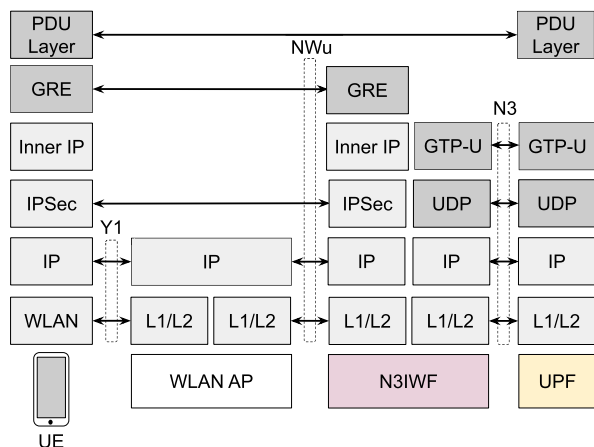 PDU
Layer
PDU
Layer
NWu
GRE
GRE
N3
Inner IP
Inner IP
GTP-U
GTP-U
IPSec
IPSec
UDP
UDP
Y1
IP
IP
IP
IP
IP
WLAN
L1/L2
L1/L2
L1/L2
L1/L2
L1/L2
WLAN AP
N3IWF
UPF
UE